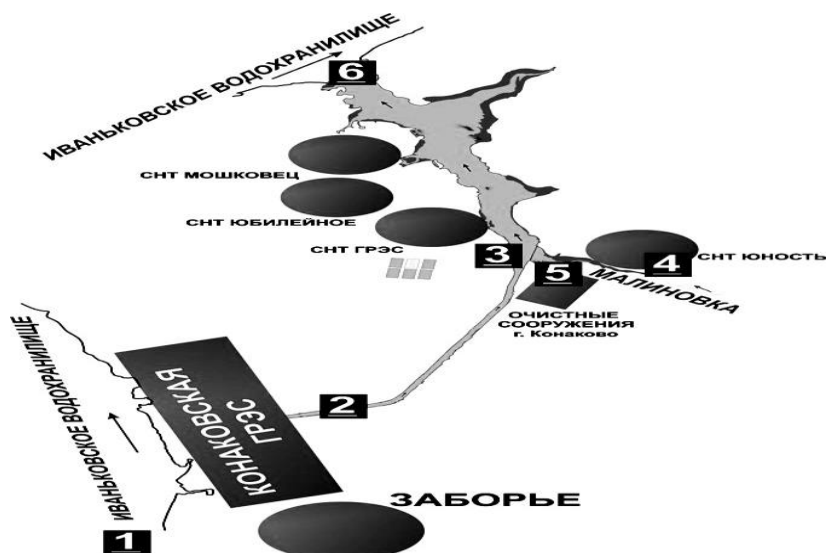 ИВАНЬКОВСКОЕ ВОДОХРАНИЛИЩЕ
6
СНТ МОШКОВЕЦ
СНТ ЮБИЛЕЙНОЕ
СНТ ГРЭС
3
5
4
СНТ ЮНОСТЬ
МАЛИНОВКА
ОЧИСТНЫЕ
СООРУЖЕНИЯ
г. Конаково
ИВАНЬКОВСКОЕ ВОДОХРАНИЛИЩЕ
КОНАКОВСКАЯ
ГРЭС
2
ЗАБОРЬЕ
1